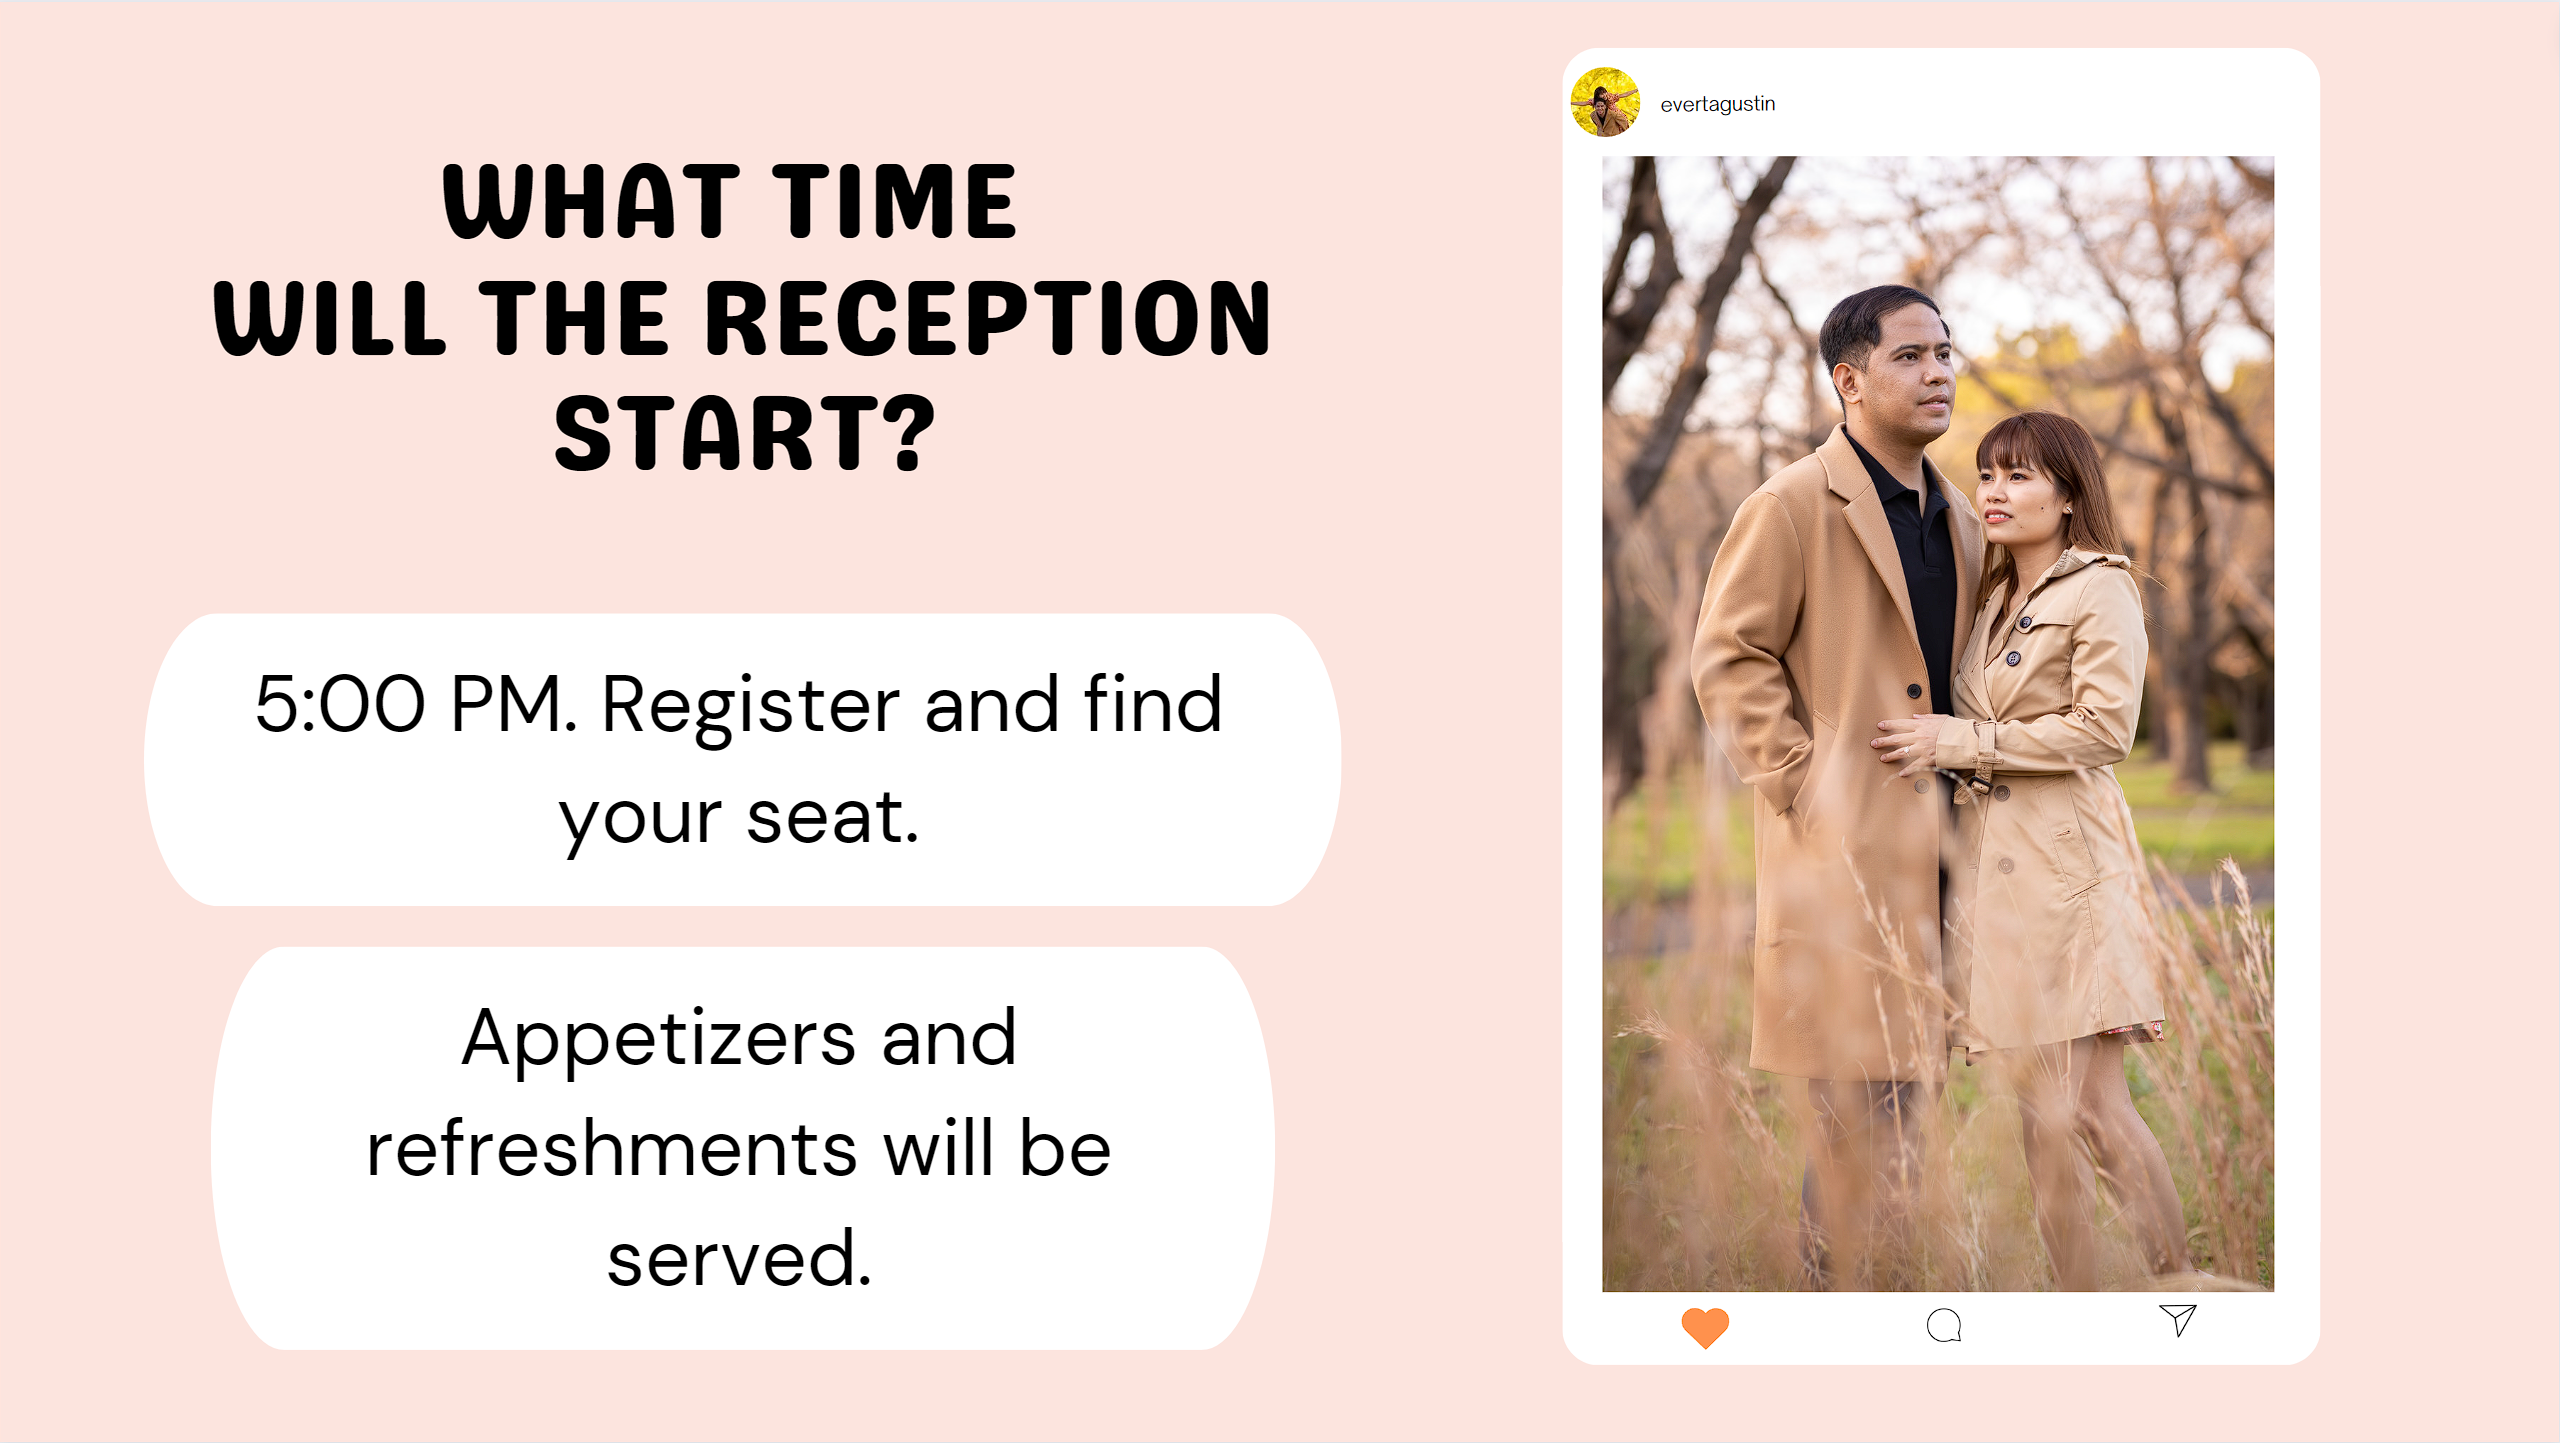 WHAT TIME
WILL THE RECEPTION
START?
5:00 PM. Register and find
your seat.
Appetizers and
refreshments will be
served.
evertagustin